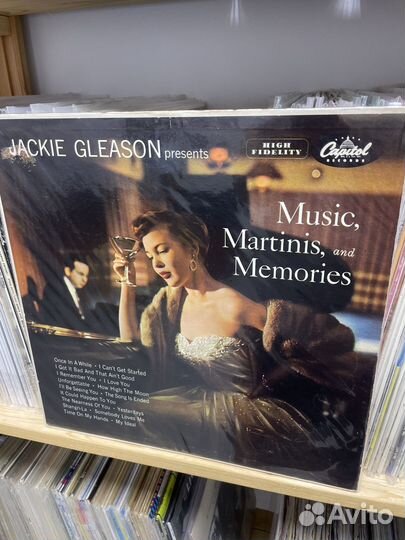 JACKIE GLEASON presents
HIGH
FIDELITY
Capitol
RECORDS
Music,
Martinis, and
Memories
Once In A While • I Can't Get Started
I Got It Bad And That Ain't Good
I Remember You • I Love You
Unforgettable • How High The Moon
I'll Be Seeing You • The Song Is Ended
It Could Happen To You
The Nearness Of You • Yesterdays
Shangri-La • Somebody Loves Me
Time On My Hands • My Ideal
Avito